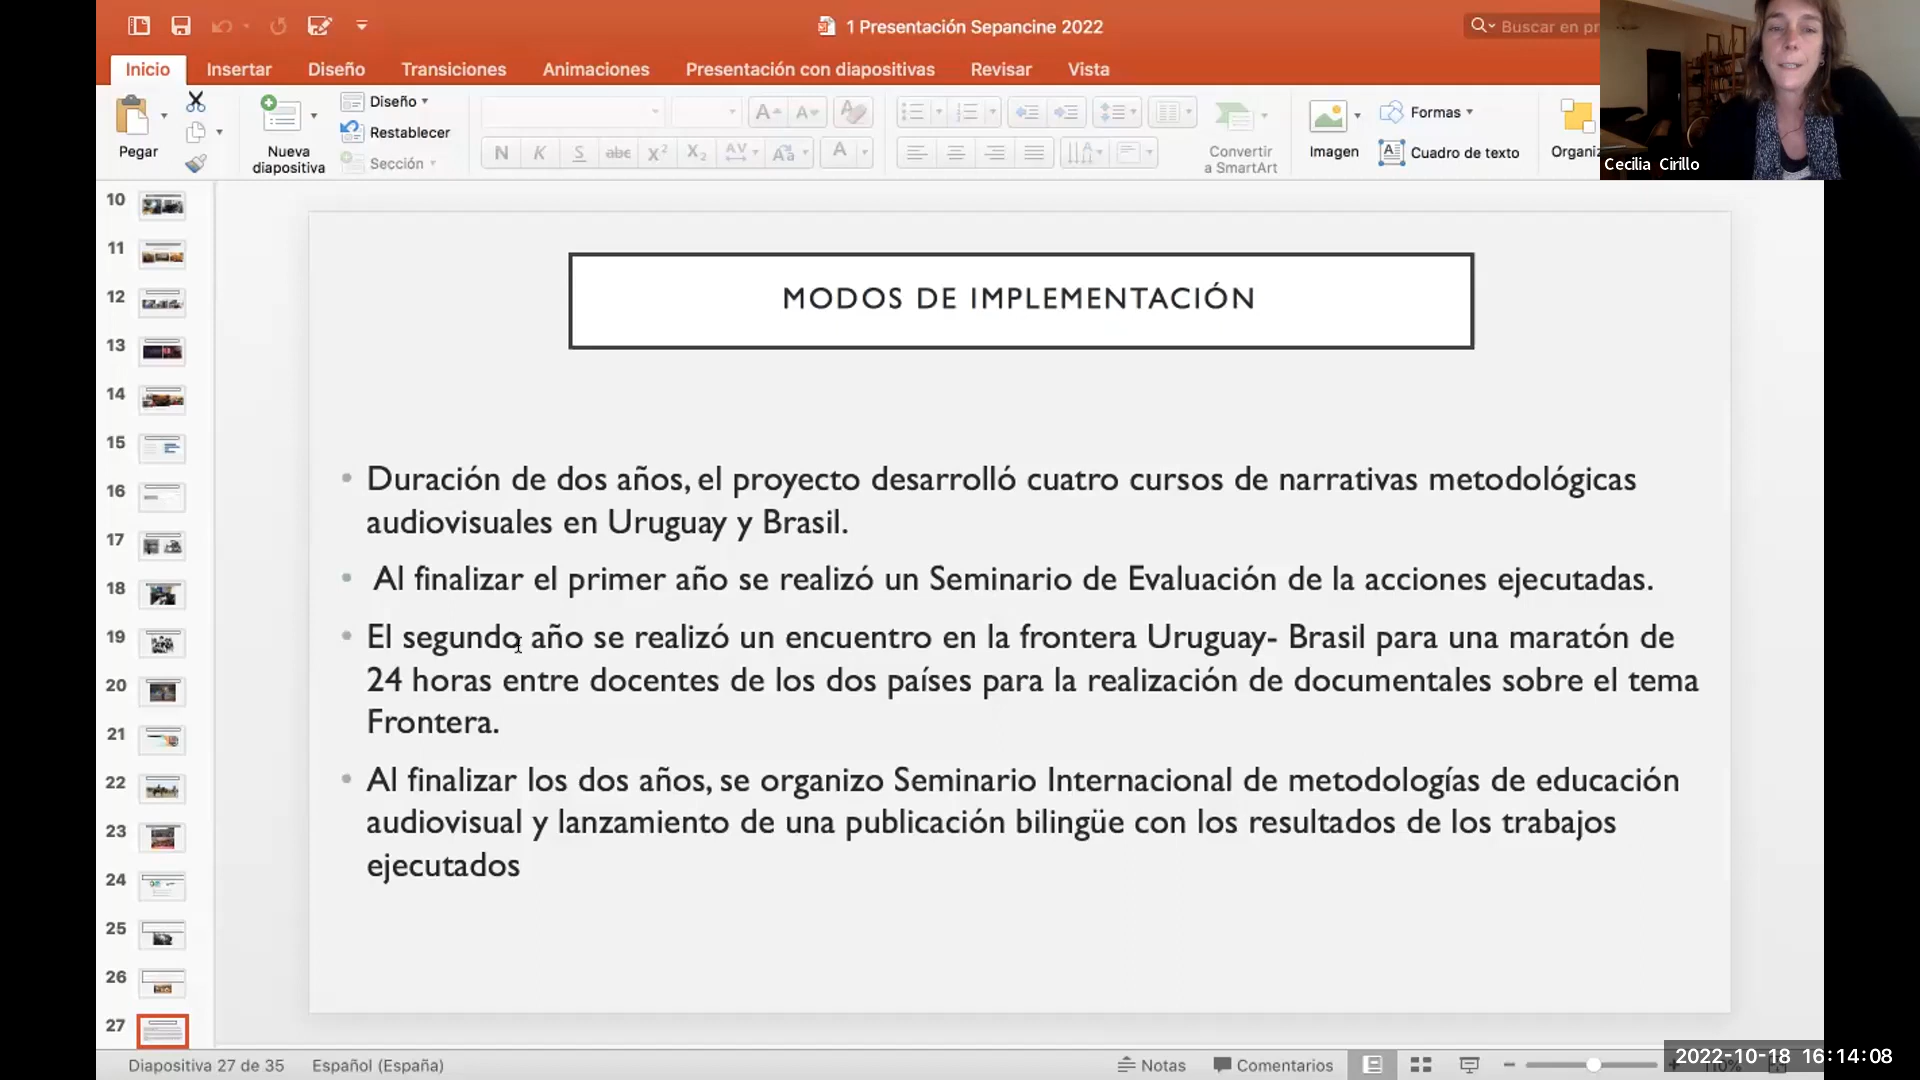 1 Presentación Sepancine 2022
Buscar en pr
Inicio
Insertar
Diseño
Transiciones
Animaciones
Presentación con diapositivas
Revisar
Vista
Pegar
Nueva
diapositiva
Diseño
Restablecer
Sección
N K S abc X² X₂ AV Aa A
Convertir
a SmartArt
Imagen
Formas
Cuadro de texto
Organiz
Cecilia Cirillo
10
11
12
13
14
15
16
17
18
19
20
21
22
23
24
25
26
27
MODOS DE IMPLEMENTACIÓN
• Duración de dos años, el proyecto desarrolló cuatro cursos de narrativas metodológicas
audiovisuales en Uruguay y Brasil.
• Al finalizar el primer año se realizó un Seminario de Evaluación de la acciones ejecutadas.
• El segundo año se realizó un encuentro en la frontera Uruguay- Brasil para una maratón de
24 horas entre docentes de los dos países para la realización de documentales sobre el tema
Frontera.
• Al finalizar los dos años, se organizo Seminario Internacional de metodologías de educación
audiovisual y lanzamiento de una publicación bilingüe con los resultados de los trabajos
ejecutados
Diapositiva 27 de 35
Español (España)
Notas
Comentarios
2022-10-18 16:14:08